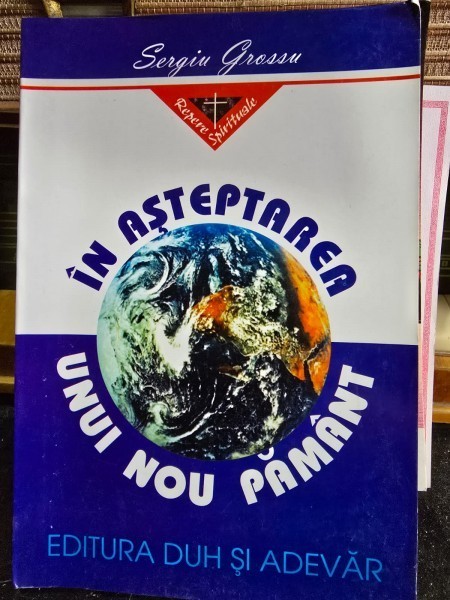 Sergiu Grossu
Repere Spirituale
ÎN AȘTEPTAREA
UNUI NOU PĂMÂNT
EDITURA DUH ȘI ADEVĂR